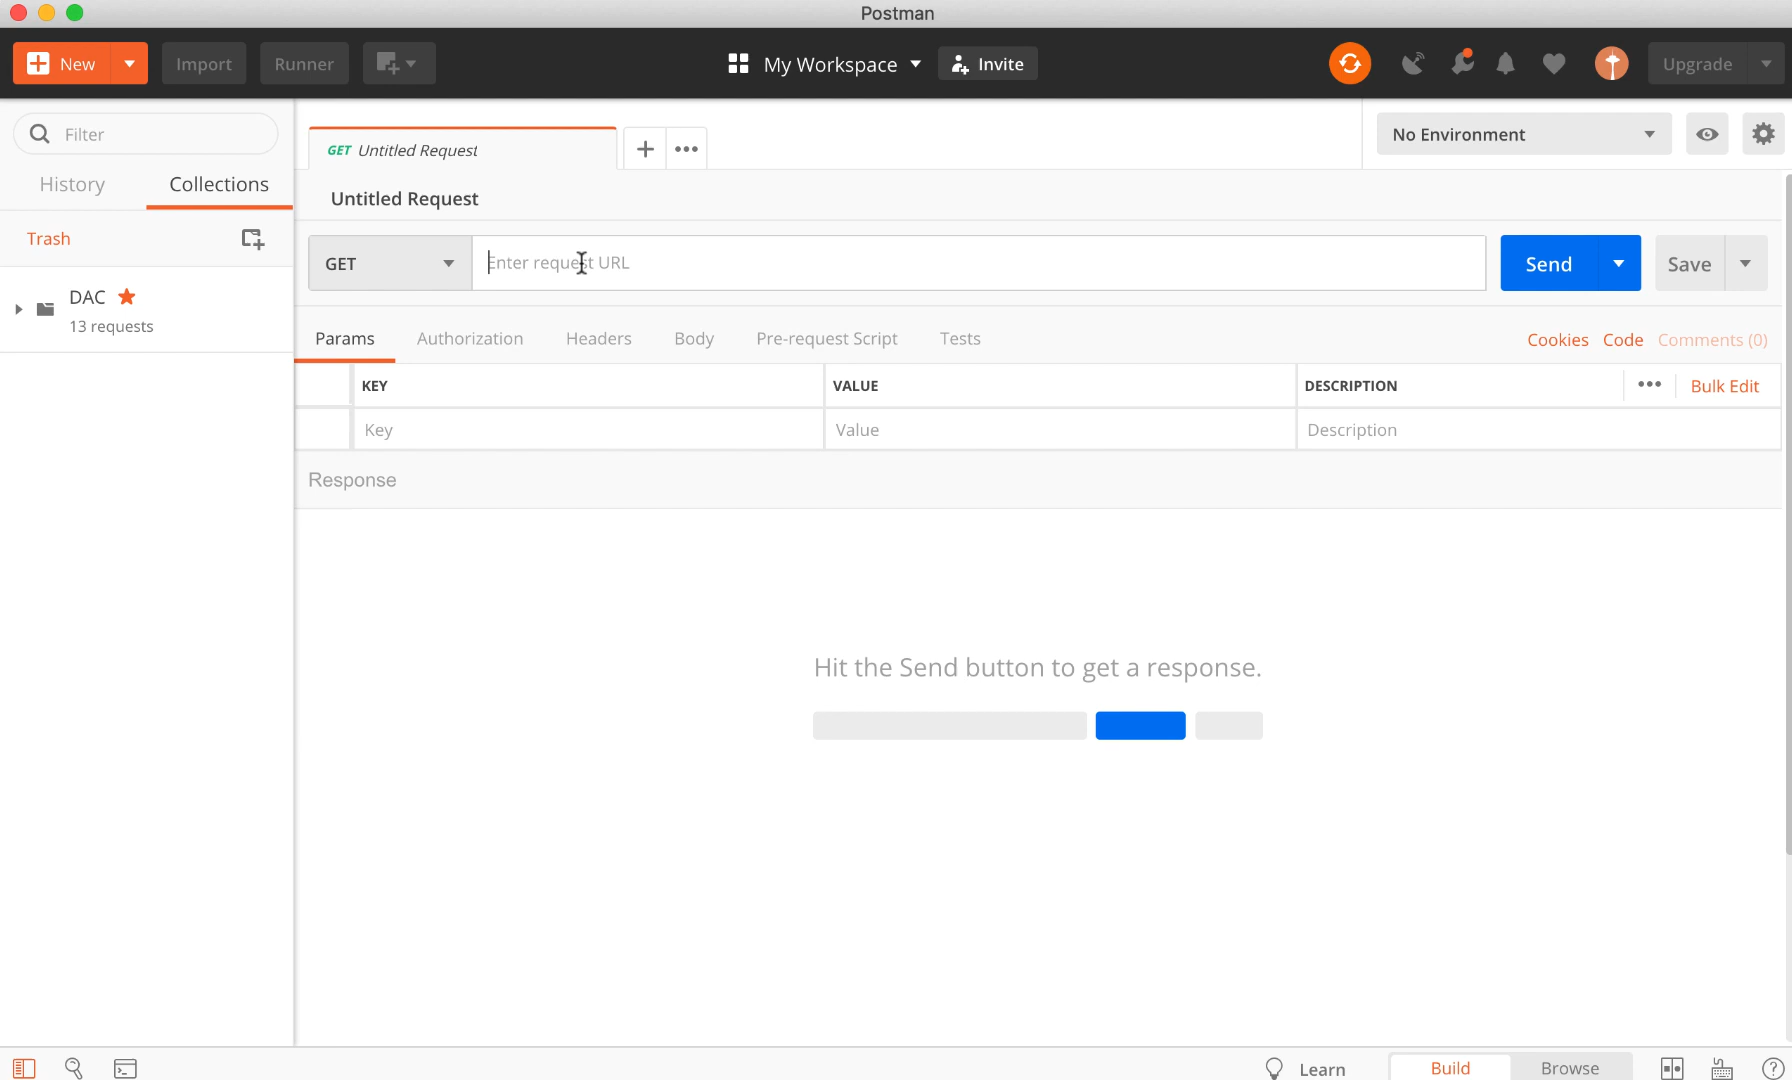 Postman
New
Import
Runner
My Workspace
Invite
Upgrade
Filter
GET Untitled Request
No Environment
History
Collections
Untitled Request
Trash
GET
Enter request URL
Send
Save
DAC
13 requests
Params
Authorization
Headers
Body
Pre-request Script
Tests
Cookies
Code
Comments (0)
KEY
VALUE
DESCRIPTION
Bulk Edit
Key
Value
Description
Response
Hit the Send button to get a response.
Learn
Build
Browse